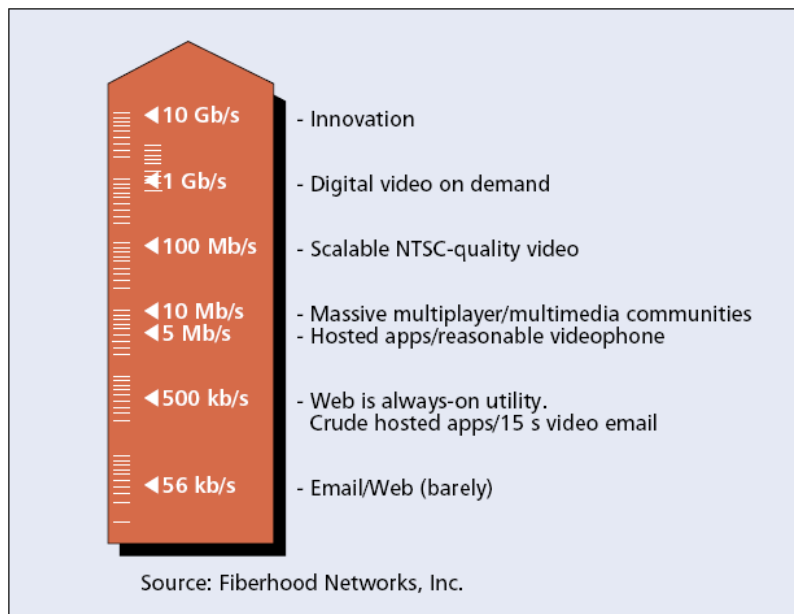 ◀10 Gb/s - Innovation
◀1 Gb/s - Digital video on demand
◀100 Mb/s - Scalable NTSC-quality video
◀10 Mb/s - Massive multiplayer/multimedia communities
◀5 Mb/s - Hosted apps/reasonable videophone
◀500 kb/s - Web is always-on utility.
Crude hosted apps/15 s video email
◀56 kb/s - Email/Web (barely)
Source: Fiberhood Networks, Inc.